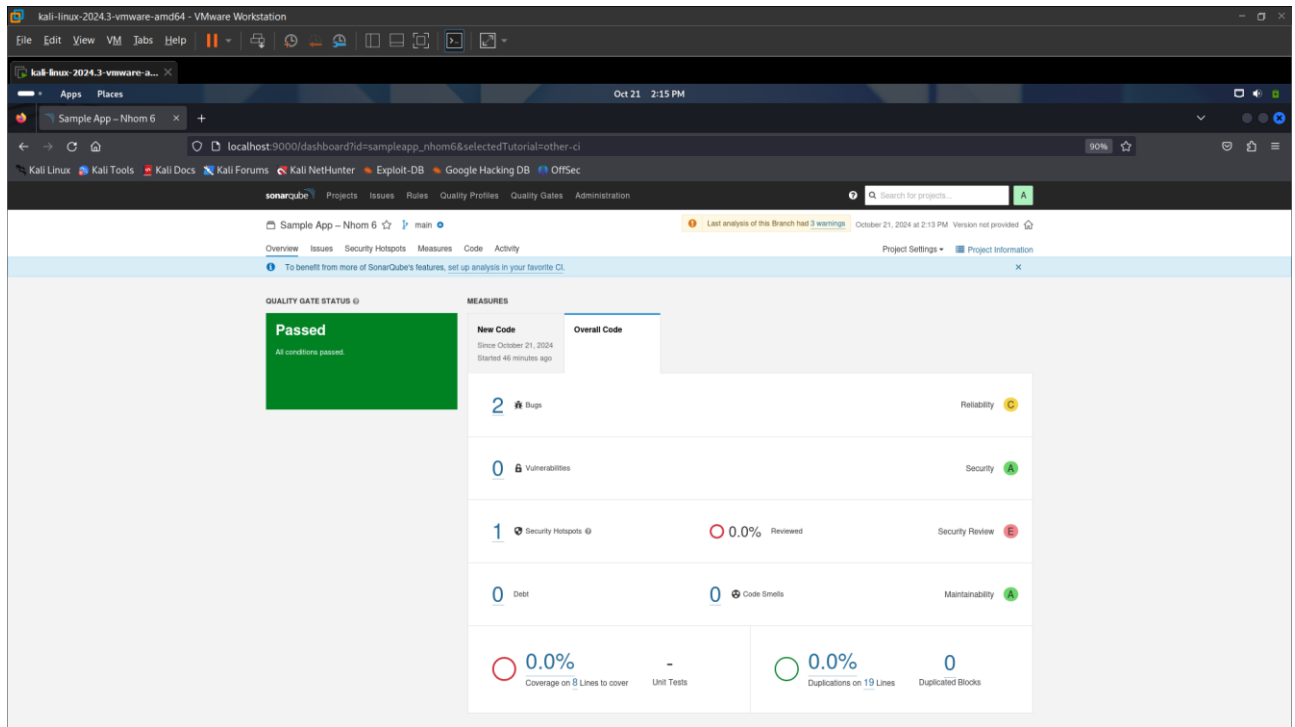 kali-linux-2024.3-vmware-amd64 - VMware Workstation
File Edit View VM Tabs Help
kali-linux-2024.3-vmware-a...
Apps Places Oct 21 2:15 PM
Sample App – Nhom 6
localhost:9000/dashboard?id=sampleapp_nhom6&selectedTutorial=other-ci 90%
Kali Linux Kali Tools Kali Docs Kali Forums Kali NetHunter Exploit-DB Google Hacking DB OffSec
sonarqube Projects Issues Rules Quality Profiles Quality Gates Administration Search for projects... A
Sample App – Nhom 6 main Last analysis of this Branch had 3 warnings October 21, 2024 at 2:13 PM Version not provided
Overview Issues Security Hotspots Measures Code Activity Project Settings Project Information
To benefit from more of SonarQube's features, set up analysis in your favorite CI.
QUALITY GATE STATUS MEASURES
Passed
All conditions passed.
New Code Overall Code
Since October 21, 2024
Started 46 minutes ago
2 Bugs Reliability C
0 Vulnerabilities Security A
1 Security Hotspots 0.0% Reviewed Security Review E
0 Debt 0 Code Smells Maintainability A
0.0% - 0.0% 0
Coverage on 8 Lines to cover Unit Tests Duplications on 19 Lines Duplicated Blocks